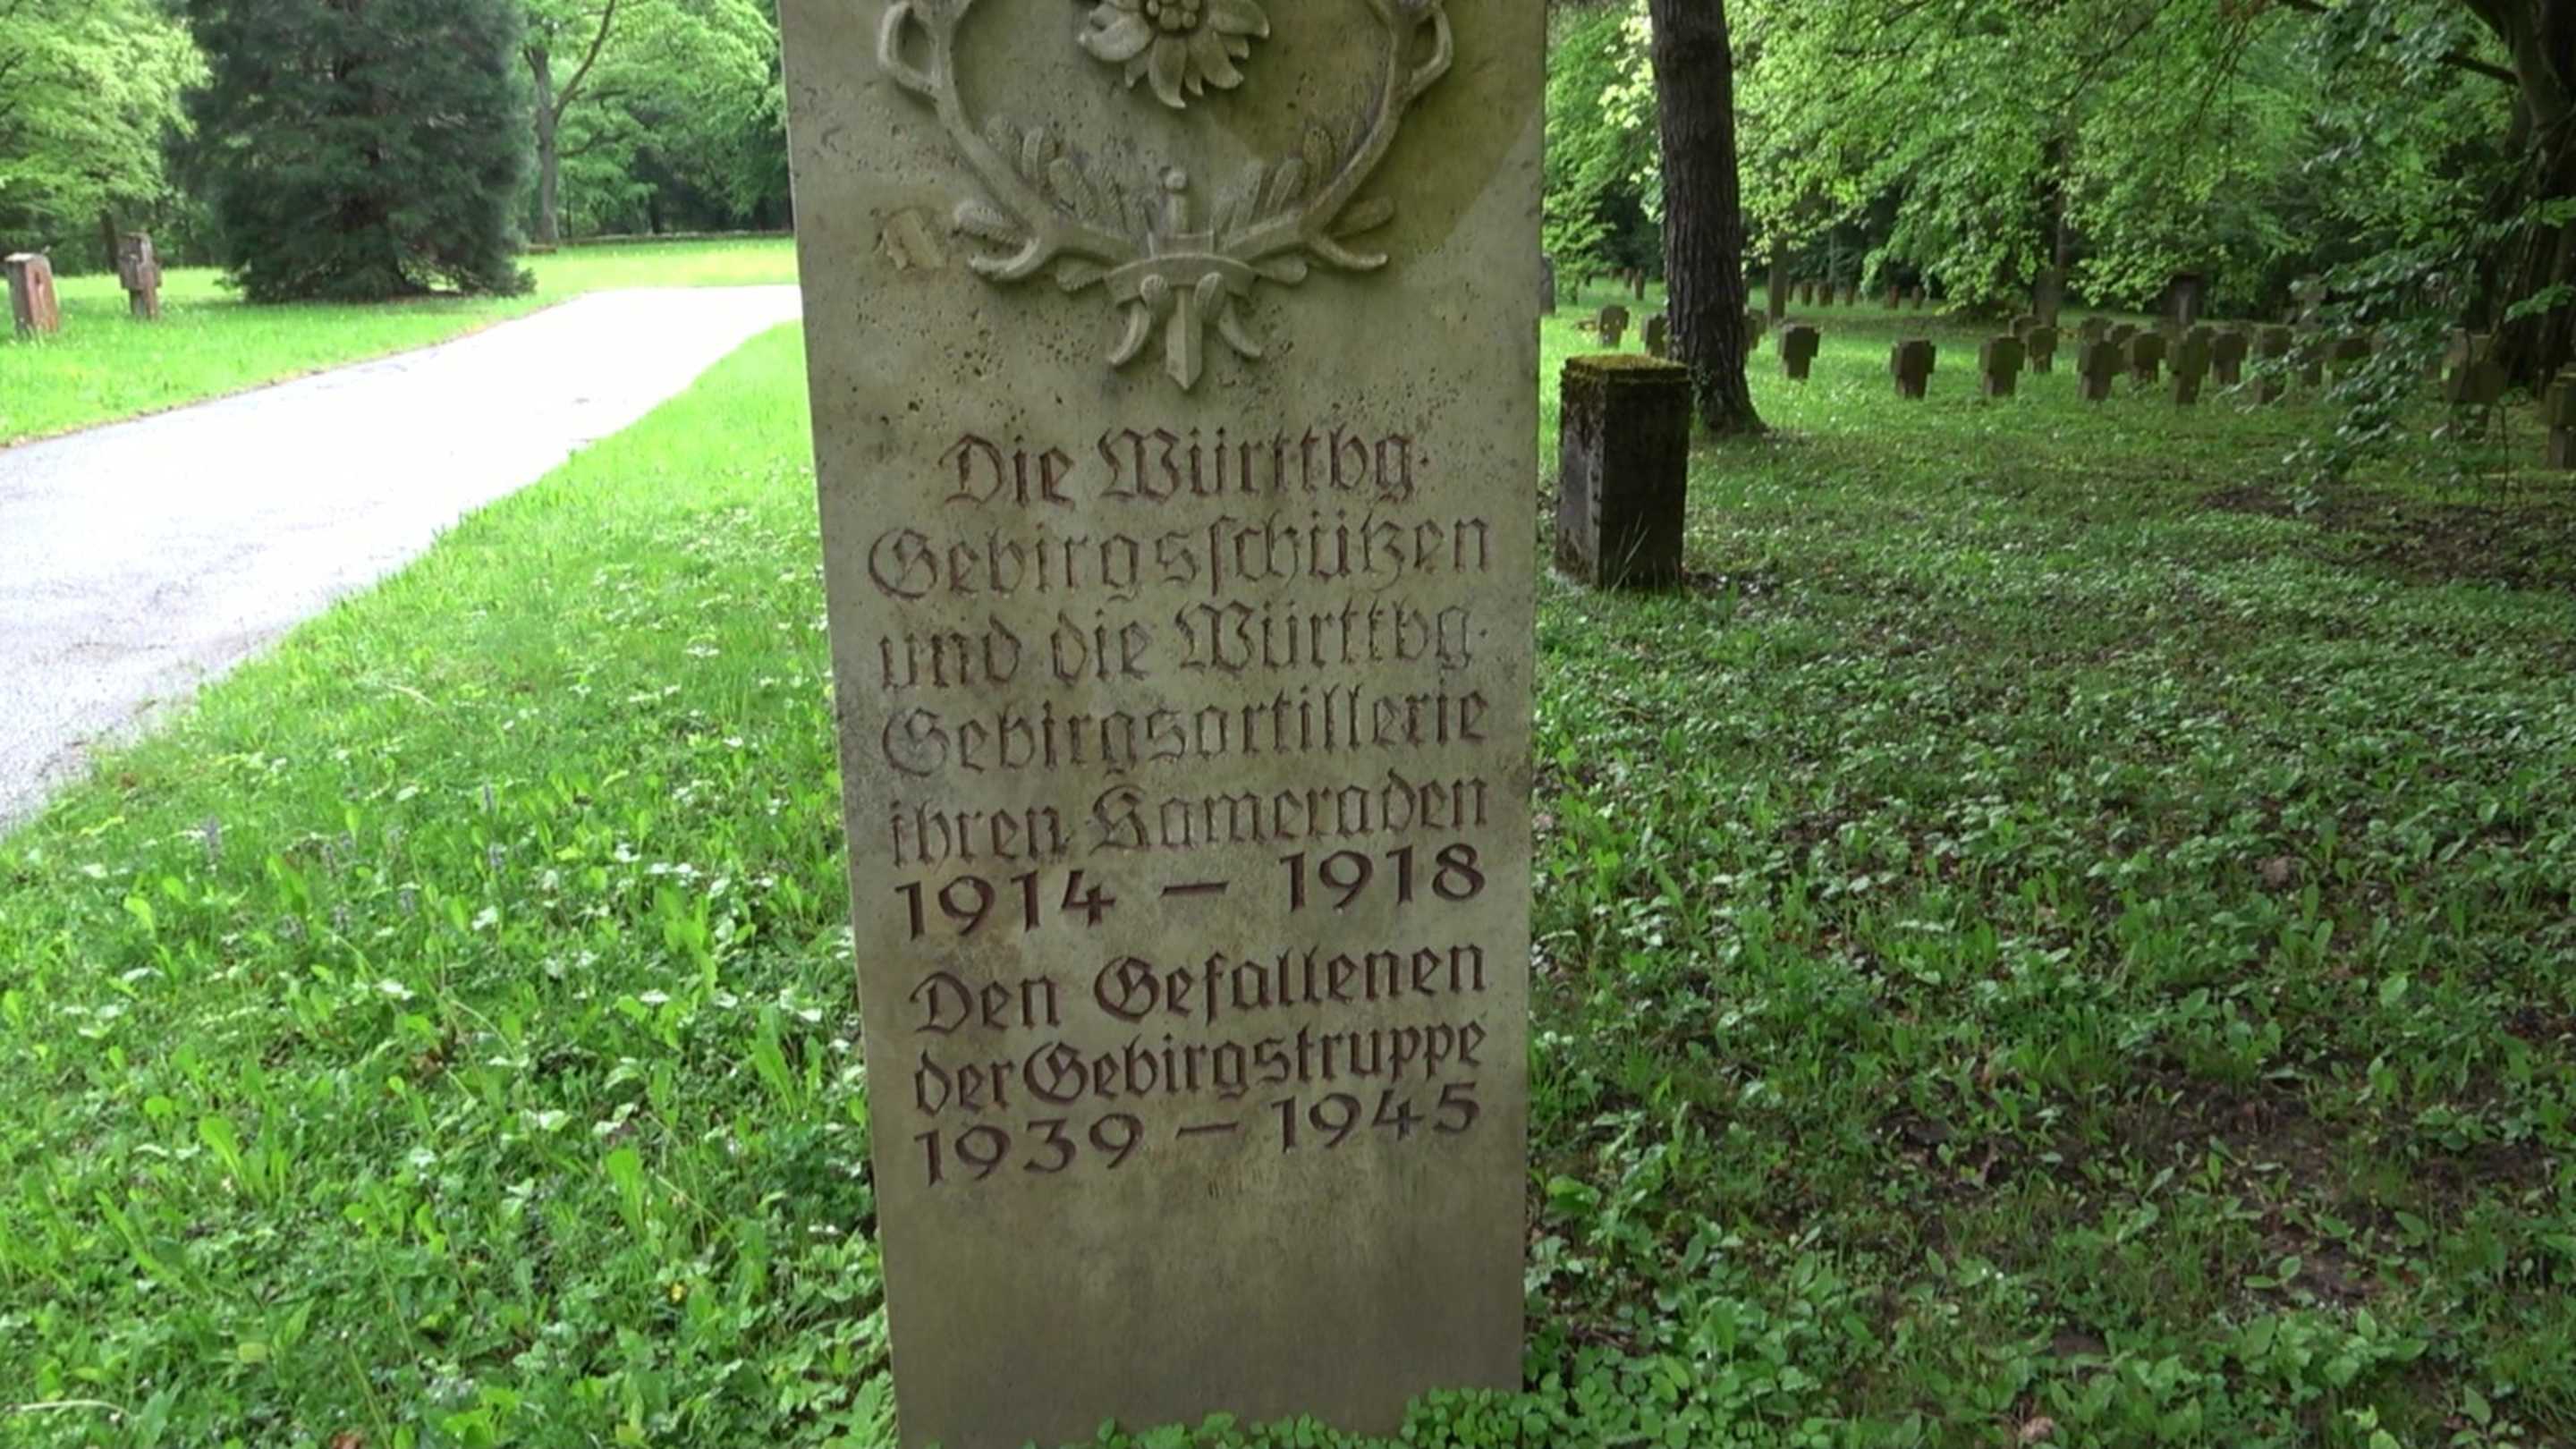 Die Württbg.
Gebirgsſchützen
und die Württbg.
Gebirgsartillerie
ihren Kameraden
1914 – 1918
Den Gefallenen
der Gebirgstruppe
1939 – 1945